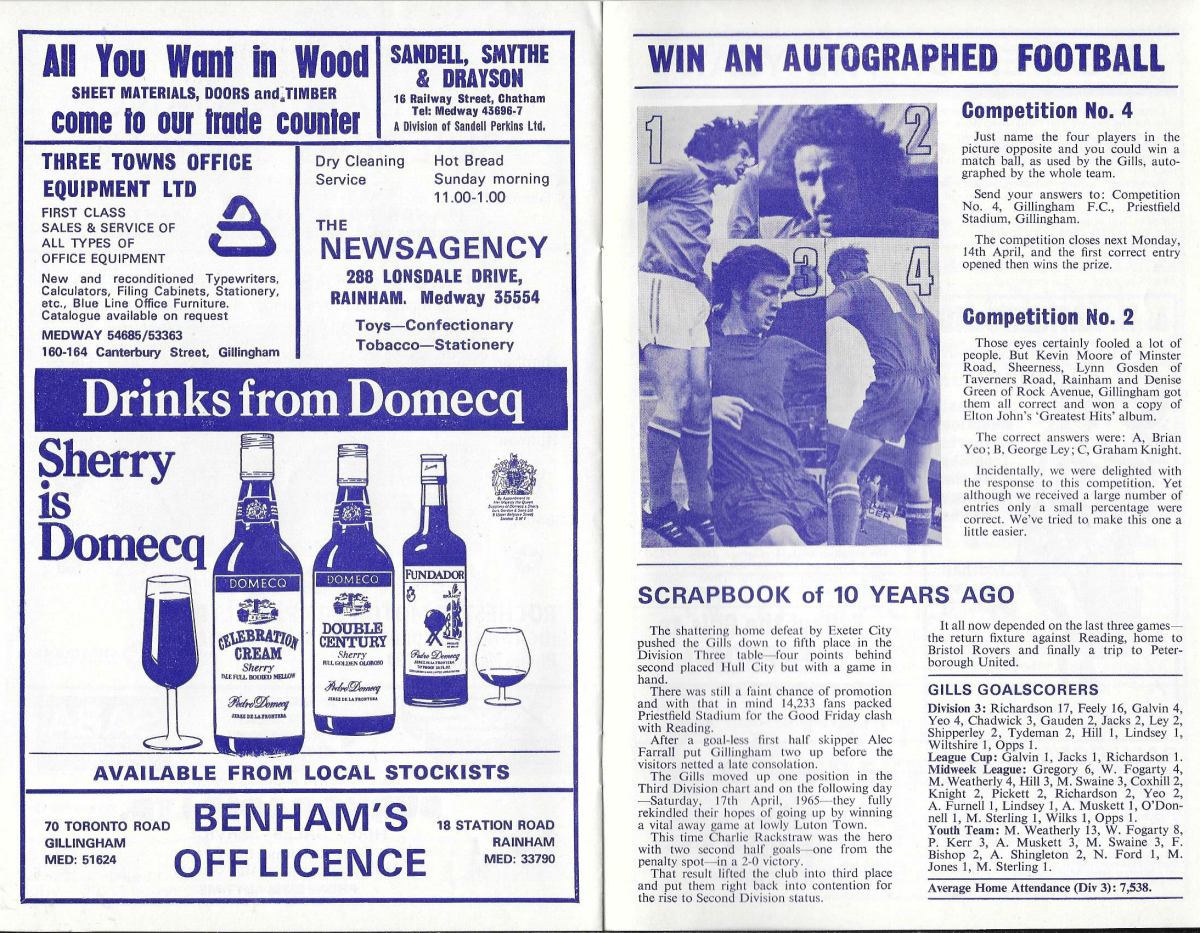 All You Want in Wood
SHEET MATERIALS, DOORS and TIMBER
come to our trade counter
SANDELL, SMYTHE
& DRAYSON
16 Railway Street, Chatham
Tel: Medway 43696-7
A Division of Sandell Perkins Ltd.
THREE TOWNS OFFICE
EQUIPMENT LTD
FIRST CLASS
SALES & SERVICE OF
ALL TYPES OF
OFFICE EQUIPMENT
New and reconditioned Typewriters,
Calculators, Filing Cabinets, Stationery,
etc., Blue Line Office Furniture.
Catalogue available on request
MEDWAY 54685/53363
160-164 Canterbury Street, Gillingham
Dry Cleaning
Service
Hot Bread
Sunday morning
11.00-1.00
THE
NEWSAGENCY
288 LONSDALE DRIVE,
RAINHAM. Medway 35554
Toys—Confectionary
Tobacco—Stationery
Drinks from Domecq
Sherry
is
Domecq
DOMECQ
CELEBRATION
CREAM
Sherry
PALE FULL BODIED MELLOW
Pedro Domecq
JEREZ DE LA FRONTERA
DOMECQ
DOUBLE
CENTURY
Sherry
FULL GOLDEN OLOROSO
Pedro Domecq
JEREZ DE LA FRONTERA
FUNDADOR
Pedro Domecq
JEREZ DE LA FRONTERA
AVAILABLE FROM LOCAL STOCKISTS
70 TORONTO ROAD
GILLINGHAM
MED: 51624
BENHAM'S
OFF LICENCE
18 STATION ROAD
RAINHAM
MED: 33790
WIN AN AUTOGRAPHED FOOTBALL
1
2
3
4
11
Competition No. 4
Just name the four players in the
picture opposite and you could win a
match ball, as used by the Gills, auto-
graphed by the whole team.
Send your answers to: Competition
No. 4, Gillingham F.C., Priestfield
Stadium, Gillingham.
The competition closes next Monday,
14th April, and the first correct entry
opened then wins the prize.
Competition No. 2
Those eyes certainly fooled a lot of
people. But Kevin Moore of Minster
Road, Sheerness, Lynn Gosden of
Taverners Road, Rainham and Denise
Green of Rock Avenue, Gillingham got
them all correct and won a copy of
Elton John's 'Greatest Hits' album.
The correct answers were: A, Brian
Yeo; B, George Ley; C, Graham Knight.
Incidentally, we were delighted with
the response to this competition. Yet
although we received a large number of
entries only a small percentage were
correct. We've tried to make this one a
little easier.
SCRAPBOOK of 10 YEARS AGO
The shattering home defeat by Exeter City
pushed the Gills down to fifth place in the
Division Three table—four points behind
second placed Hull City but with a game in
hand.
There was still a faint chance of promotion
and with that in mind 14,233 fans packed
Priestfield Stadium for the Good Friday clash
with Reading.
After a goal-less first half skipper Alec
Farrall put Gillingham two up before the
visitors netted a late consolation.
The Gills moved up one position in the
Third Division chart and on the following day
—Saturday, 17th April, 1965—they fully
rekindled their hopes of going up by winning
a vital away game at lowly Luton Town.
This time Charlie Rackstraw was the hero
with two second half goals—one from the
penalty spot—in a 2-0 victory.
That result lifted the club into third place
and put them right back into contention for
the rise to Second Division status.
It all now depended on the last three games—
the return fixture against Reading, home to
Bristol Rovers and finally a trip to Peter-
borough United.
GILLS GOALSCORERS
Division 3: Richardson 17, Feely 16, Galvin 4,
Yeo 4, Chadwick 3, Gauden 2, Jacks 2, Ley 2,
Shipperley 2, Tydeman 2, Hill 1, Lindsey 1,
Wiltshire 1, Opps 1.
League Cup: Galvin 1, Jacks 1, Richardson 1.
Midweek League: Gregory 6, W. Fogarty 4,
M. Weatherly 4, Hill 3, M. Swaine 3, Coxhill 2,
Knight 2, Pickett 2, Richardson 2, Yeo 2,
A. Furnell 1, Lindsey 1, A. Muskett 1, O'Don-
nell 1, M. Sterling 1, Wilks 1, Opps 1.
Youth Team: M. Weatherly 13, W. Fogarty 8,
P. Kerr 3, A. Muskett 3, M. Swaine 3, F.
Bishop 2, A. Shingleton 2, N. Ford 1, M.
Jones 1, M. Sterling 1.
Average Home Attendance (Div 3): 7,538.